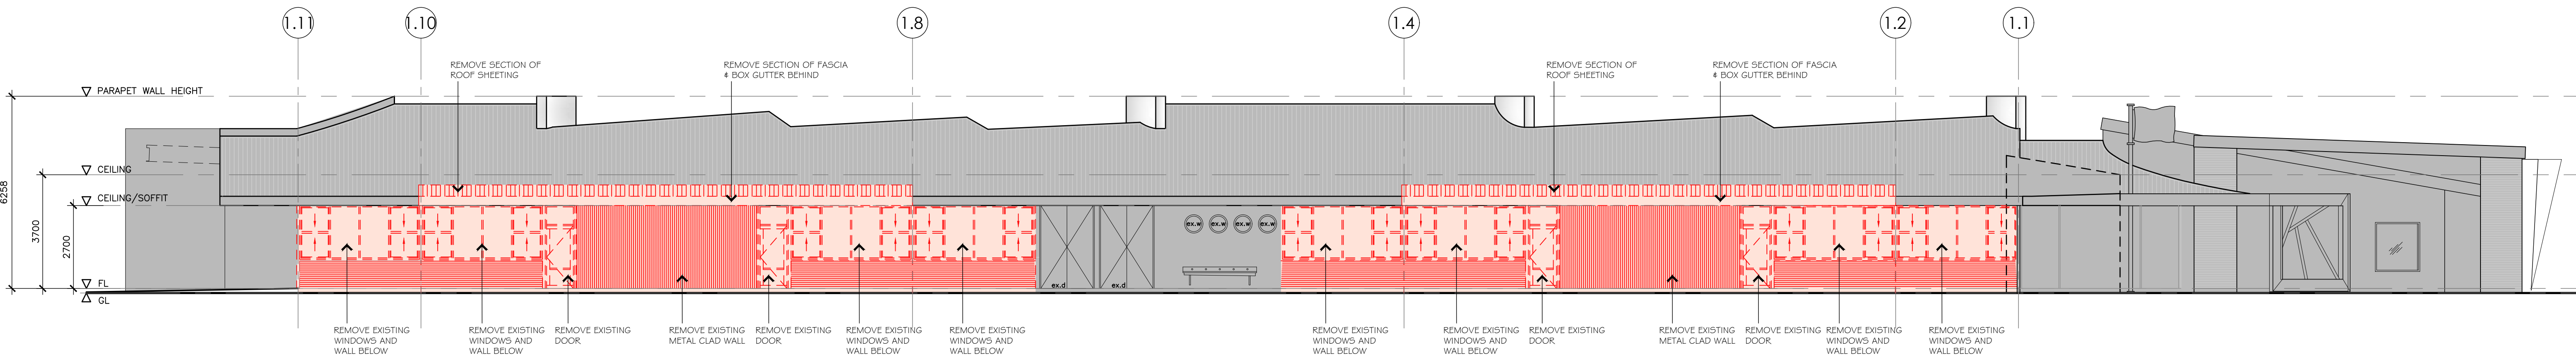 1.11
1.10
1.8
1.4
1.2
1.1
REMOVE SECTION OF
ROOF SHEETING
REMOVE SECTION OF FASCIA
& BOX GUTTER BEHIND
REMOVE SECTION OF
ROOF SHEETING
REMOVE SECTION OF FASCIA
& BOX GUTTER BEHIND
PARAPET WALL HEIGHT
CEILING
CEILING/SOFFIT
FL
GL
6258
3700
2700
ex.d
ex.d
ex.w
ex.w
ex.w
ex.w
REMOVE EXISTING
WINDOWS AND
WALL BELOW
REMOVE EXISTING
WINDOWS AND
WALL BELOW
REMOVE EXISTING
DOOR
REMOVE EXISTING
METAL CLAD WALL
REMOVE EXISTING
DOOR
REMOVE EXISTING
WINDOWS AND
WALL BELOW
REMOVE EXISTING
WINDOWS AND
WALL BELOW
REMOVE EXISTING
WINDOWS AND
WALL BELOW
REMOVE EXISTING
WINDOWS AND
WALL BELOW
REMOVE EXISTING
DOOR
REMOVE EXISTING
METAL CLAD WALL
REMOVE EXISTING
DOOR
REMOVE EXISTING
WINDOWS AND
WALL BELOW
REMOVE EXISTING
WINDOWS AND
WALL BELOW